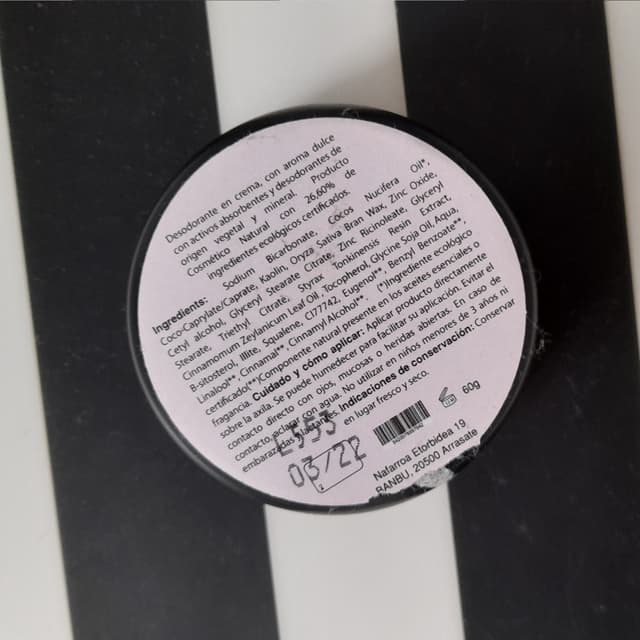 Desodorante en crema, con aroma dulce
con activos absorbentes y desodorantes de
origen vegetal y mineral. Producto
Cosmético Natural con 26,60% de
ingredientes ecológicos certificados.
Ingredients: Sodium Bicarbonate, Cocos Nucifera Oil*,
Coco-Caprylate/Caprate, Kaolin, Oryza Sativa Bran Wax, Zinc Oxide,
Cetyl alcohol, Glyceryl Stearate Citrate, Zinc Ricinoleate, Glyceryl
Stearate, Triethyl Citrate, Styrax Tonkinensis Resin Extract,
Cinnamomum Zeylanicum Leaf Oil, Tocopherol, Glycine Soja Oil, Aqua,
B-sitosterol, Illite, Squalene, CI77742, Eugenol**, Benzyl Benzoate**,
Linalool**, Cinnamal**, Cinnamyl Alcohol**. (*)Ingrediente ecológico
certificado(**)Componente natural presente en los aceites esenciales o
fragancia. Cuidado y cómo aplicar: Aplicar producto directamente
sobre la axila. Se puede humedecer para facilitar su aplicación. Evitar el
contacto directo con ojos, mucosas o heridas abiertas. En caso de
contacto, aclarar con agua. No utilizar en niños menores de 3 años ni
embarazadas Indicaciones de conservación: Conservar
en lugar fresco y seco.
E353
03/22
60g
Nafarroa Etorbidea 19
BANBU, 20500 Arrasate